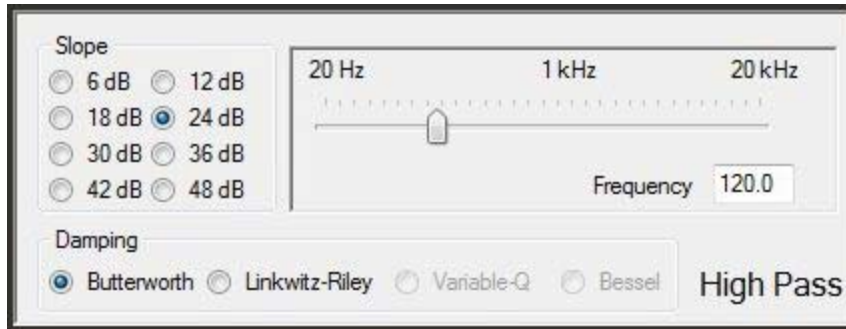 Slope
6 dB 12 dB
18 dB 24 dB
30 dB 36 dB
42 dB 48 dB
20 Hz 1 kHz 20 kHz
Frequency 120.0
Damping
Butterworth Linkwitz-Riley Variable-Q Bessel
High Pass